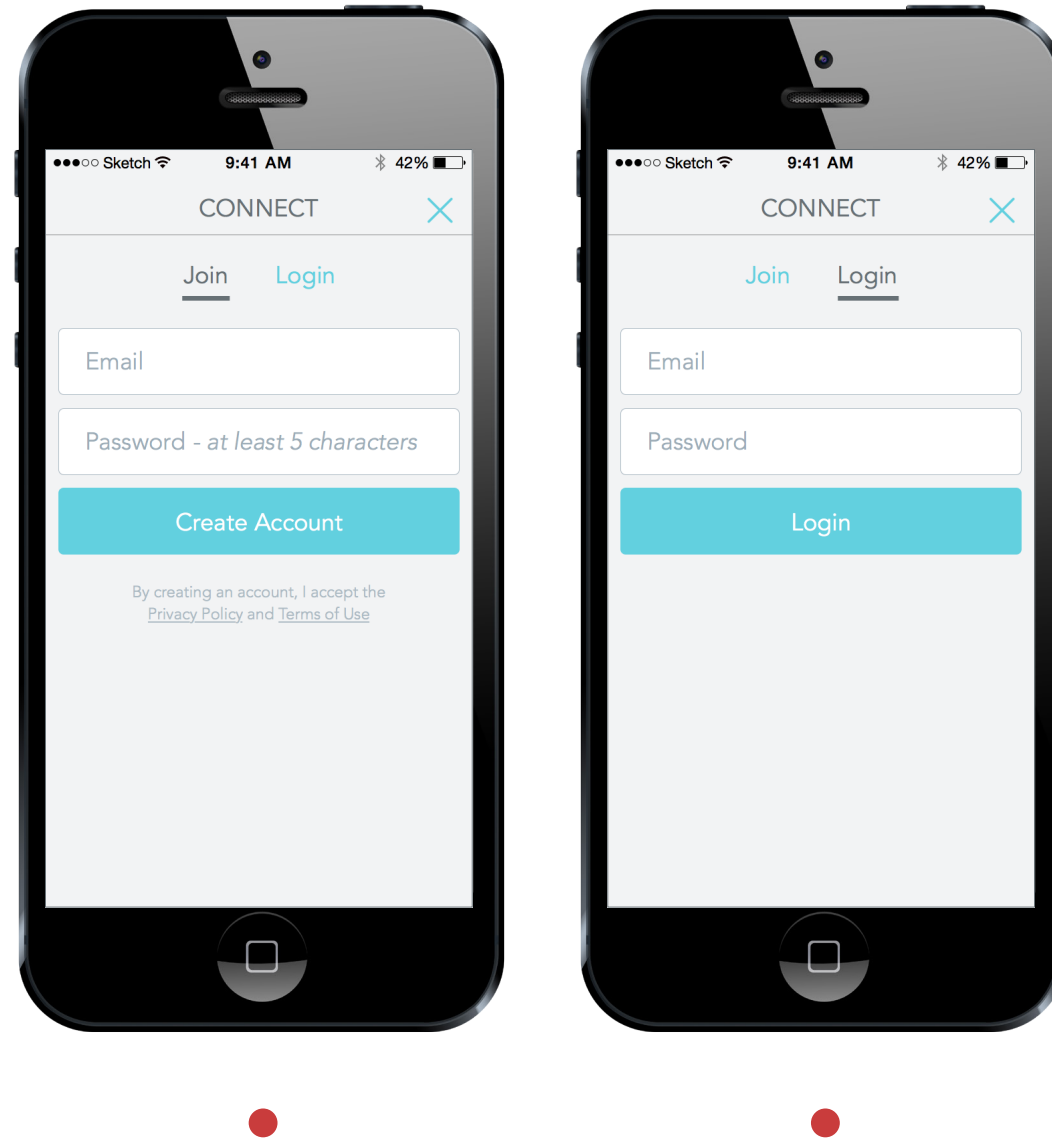 Sketch 9:41 AM 42%
CONNECT
Join Login
Email
Password - at least 5 characters
Create Account
By creating an account, I accept the
Privacy Policy and Terms of Use
Sketch 9:41 AM 42%
CONNECT
Join Login
Email
Password
Login